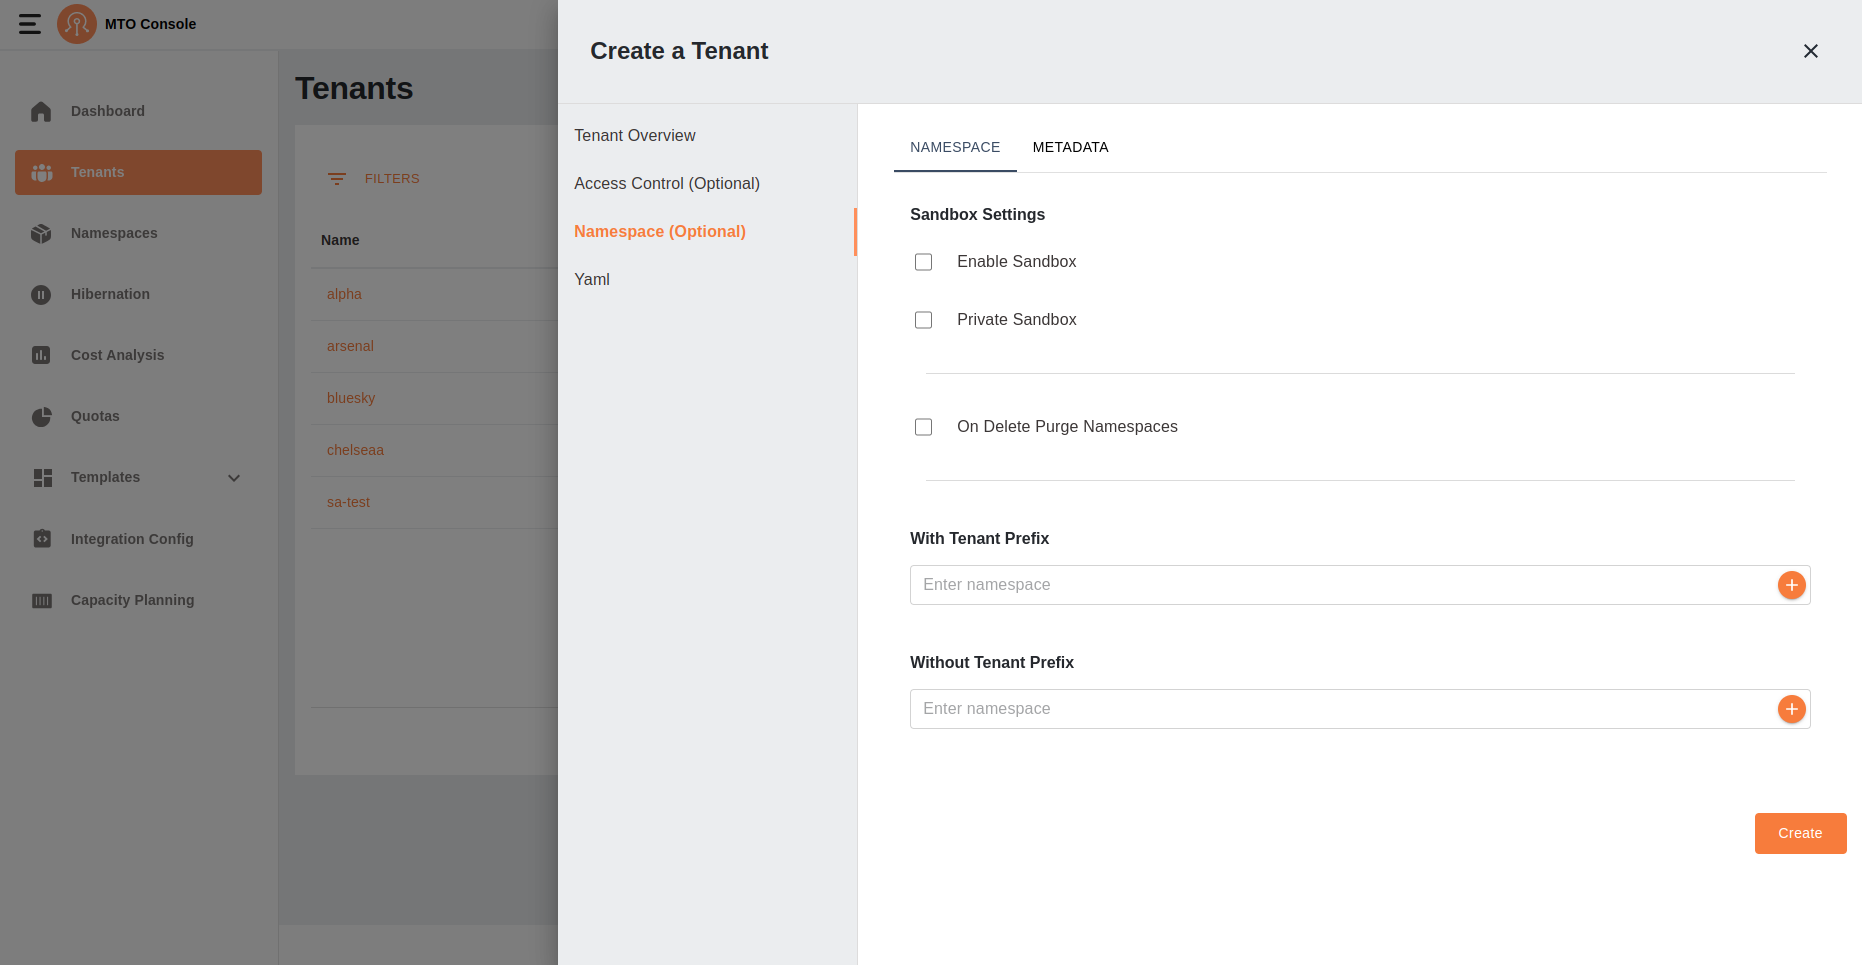 MTO Console
Dashboard
Tenants
Namespaces
Hibernation
Cost Analysis
Quotas
Templates
Integration Config
Capacity Planning
Tenants
FILTERS
Name
alpha
arsenal
bluesky
chelseaa
sa-test
Create a Tenant
Tenant Overview
Access Control (Optional)
Namespace (Optional)
Yaml
NAMESPACE METADATA
Sandbox Settings
Enable Sandbox
Private Sandbox
On Delete Purge Namespaces
With Tenant Prefix
Enter namespace
Without Tenant Prefix
Enter namespace
Create